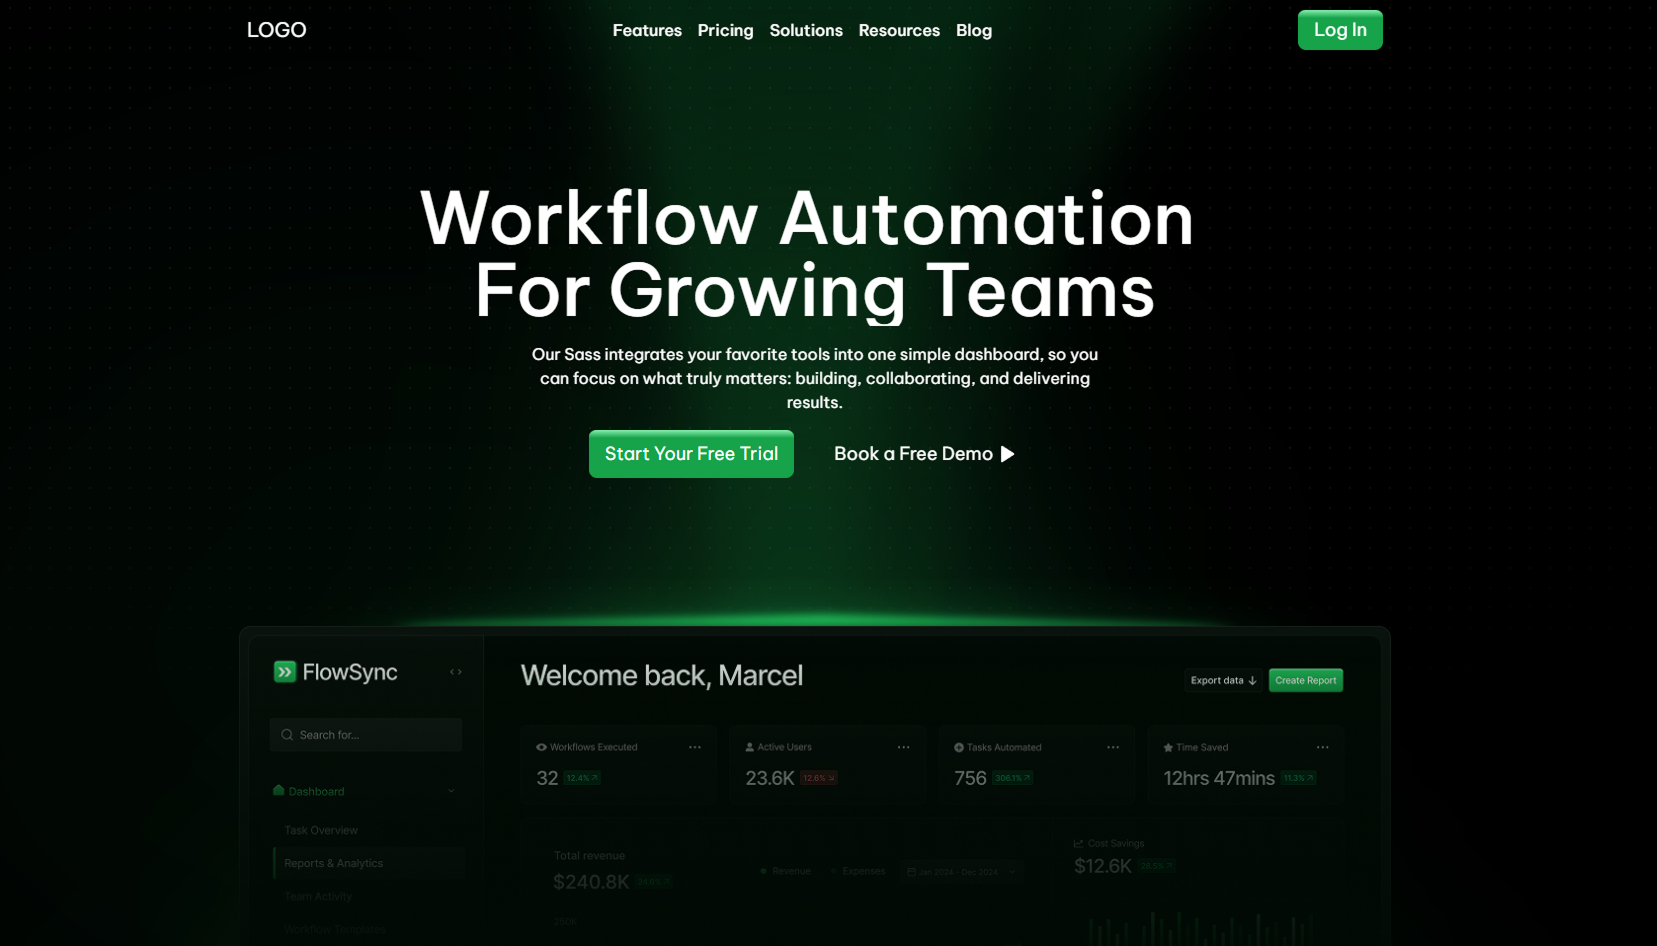 LOGO
Features Pricing Solutions Resources Blog
Log In
Workflow Automation
For Growing Teams
Our Sass integrates your favorite tools into one simple dashboard, so you
can focus on what truly matters: building, collaborating, and delivering
results.
Start Your Free Trial
Book a Free Demo
FlowSync
Search for...
Dashboard
Task Overview
Reports & Analytics
Team Activity
Workflow Templates
Welcome back, Marcel
Export data
Create Report
Workflows Executed
32 12.4%
Active Users
23.6K 12.6%
Tasks Automated
756 306.1%
Time Saved
12hrs 47mins 11.3%
Total revenue
$240.8K 24.6%
Revenue
Expenses
Jan 2024 - Dec 2024
250K
Cost Savings
$12.6K 28.5%